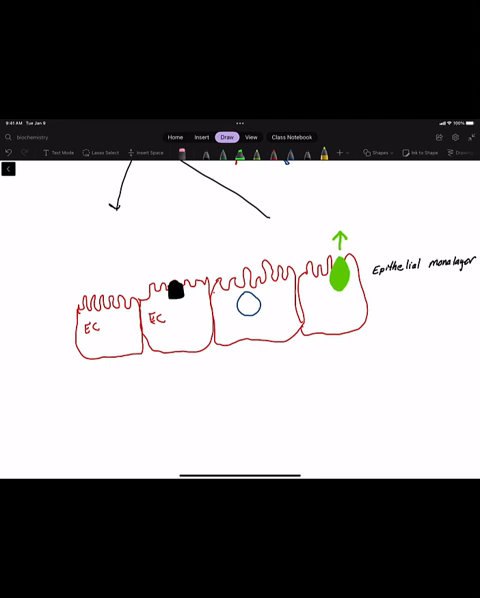 9:41 AM Tue Jan 9
100%
biochemistry
Home Insert Draw View Class Notebook
Text Mode Lasso Select Insert Space Shapes Ink to Shape
Epithelial monolayer
EC
EC